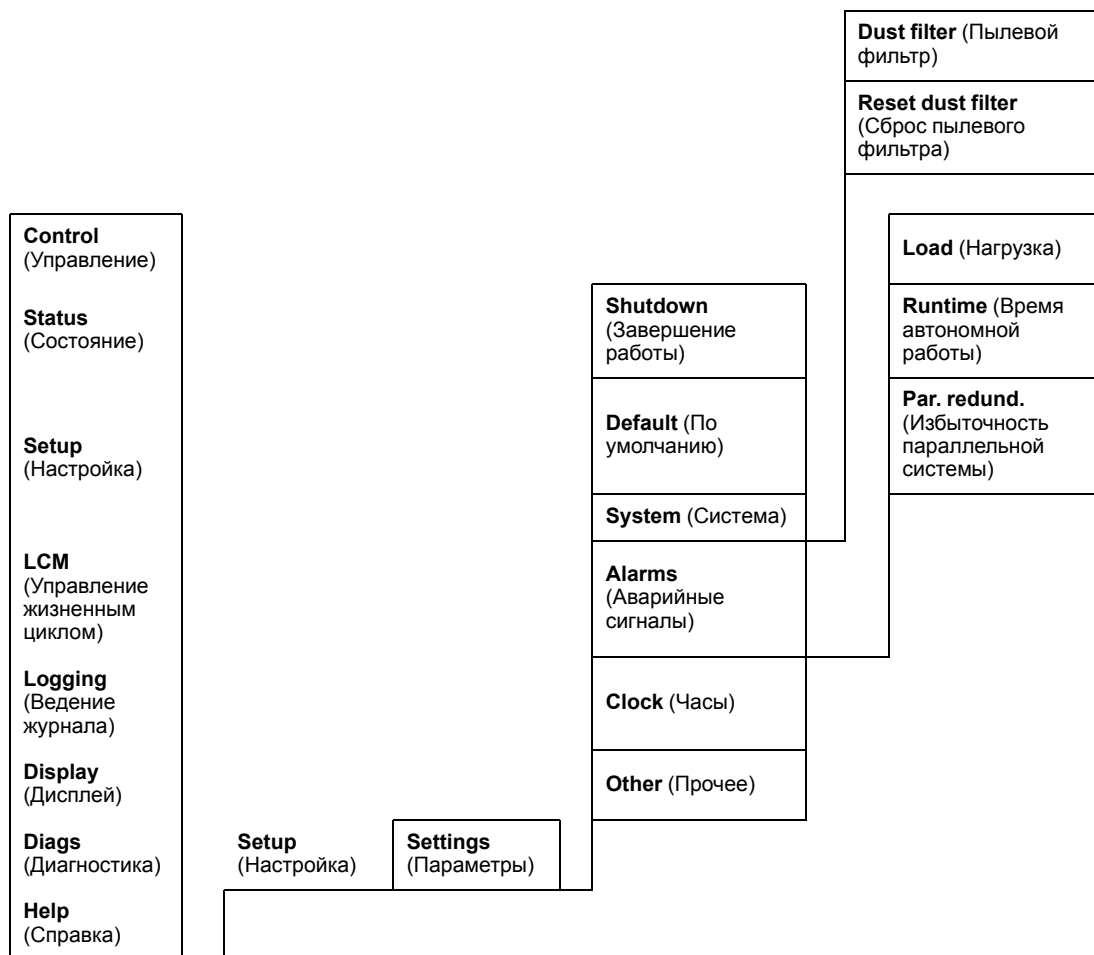 Dust filter (Пылевой
фильтр)
Reset dust filter
(Сброс пылевого
фильтра)
Control
(Управление)
Status
(Состояние)
Setup
(Настройка)
LCM
(Управление
жизненным
циклом)
Logging
(Ведение
журнала)
Display
(Дисплей)
Diags
(Диагностика)
Help
(Справка)
Setup
(Настройка)
Settings
(Параметры)
Shutdown
(Завершение
работы)
Default (По
умолчанию)
System (Система)
Alarms
(Аварийные
сигналы)
Clock (Часы)
Other (Прочее)
Load (Нагрузка)
Runtime (Время
автономной
работы)
Par. redund.
(Избыточность
параллельной
системы)